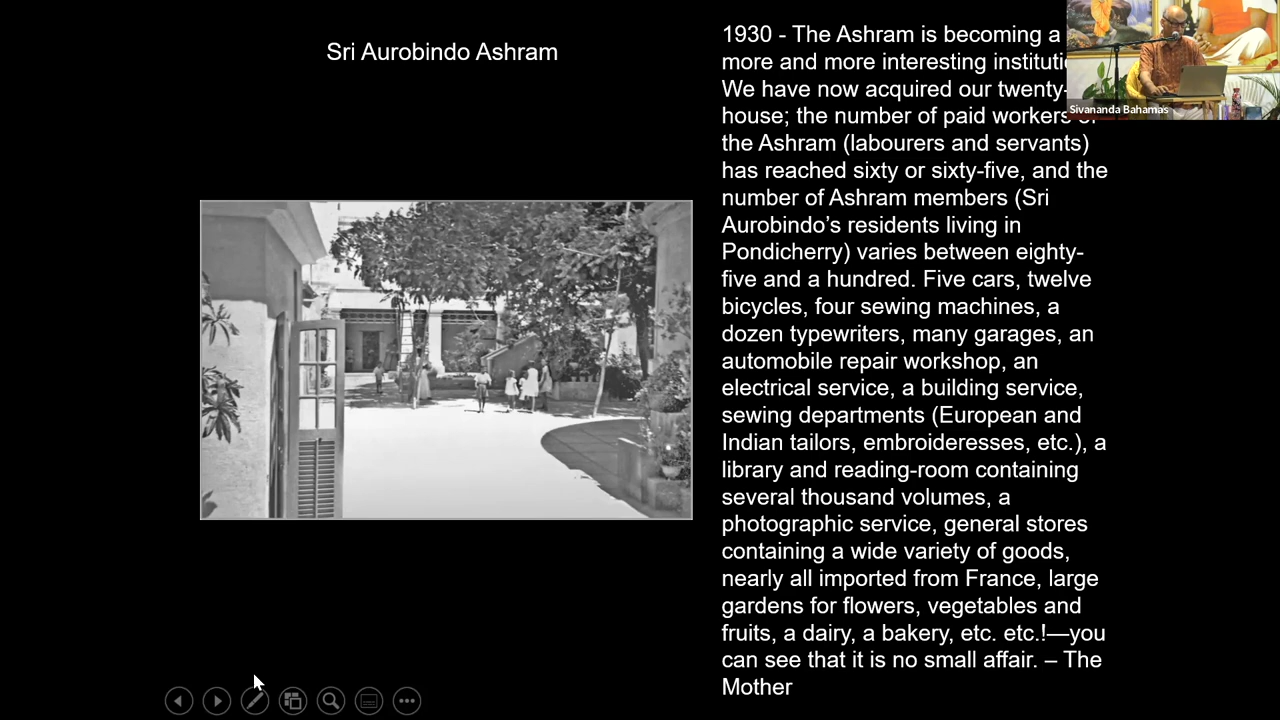 Sri Aurobindo Ashram
1930 - The Ashram is becoming a
more and more interesting
We have now acquired our twenty-
house; the number of paid workers
the Ashram (labourers and servants)
has reached sixty or sixty-five, and the
number of Ashram members (Sri
Aurobindo’s residents living in
Pondicherry) varies between eighty-
five and a hundred. Five cars, twelve
bicycles, four sewing machines, a
dozen typewriters, many garages, an
automobile repair workshop, an
electrical service, a building service,
sewing departments (European and
Indian tailors, embroideresses, etc.), a
library and reading-room containing
several thousand volumes, a
photographic service, general stores
containing a wide variety of goods,
nearly all imported from France, large
gardens for flowers, vegetables and
fruits, a dairy, a bakery, etc. etc.!—you
can see that it is no small affair. – The
Mother
Sivananda Bahamas